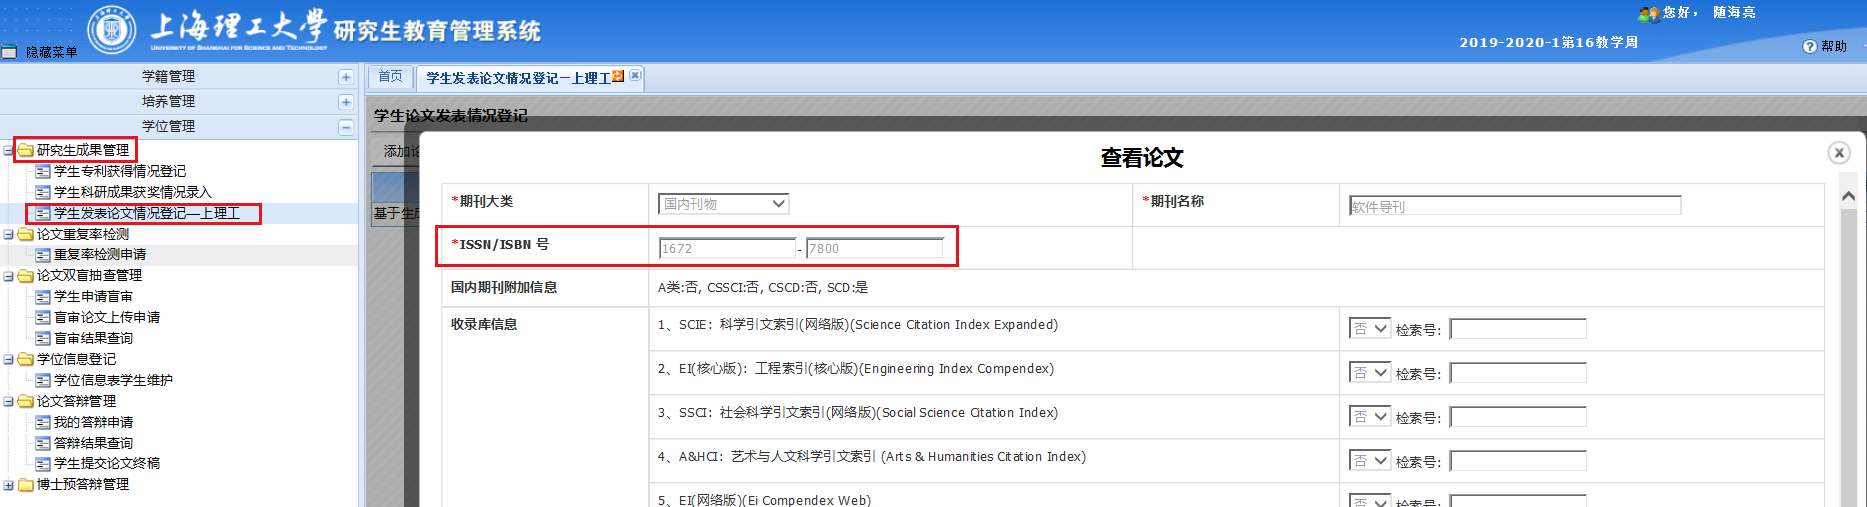 上海理工大学 研究生教育管理系统
UNIVERSITY OF SHANGHAI FOR SCIENCE AND TECHNOLOGY
您好， 随海亮
2019-2020-1第16教学周
帮助
隐藏菜单
学籍管理
培养管理
学位管理
研究生成果管理
学生专利获得情况登记
学生科研成果获奖情况录入
学生发表论文情况登记—上理工
论文重复率检测
重复率检测申请
论文双盲抽查管理
学生申请盲审
盲审论文上传申请
盲审结果查询
学位信息登记
学位信息表学生维护
论文答辩管理
我的答辩申请
答辩结果查询
学生提交论文终稿
博士预答辩管理
首页
学生发表论文情况登记—上理工
学生论文发表情况登记
添加论
基于生成
查看论文
*期刊大类 国内刊物 *期刊名称 软件导刊
*ISSN/ISBN 号 1672 - 7800
国内期刊附加信息 A类:否, CSSCI:否, CSCD:否, SCD:是
收录库信息 1、SCIE：科学引文索引(网络版)(Science Citation Index Expanded) 否 检索号:
2、EI(核心版)：工程索引(核心版)(Engineering Index Compendex) 否 检索号:
3、SSCI：社会科学引文索引(网络版)(Social Science Citation Index) 否 检索号:
4、A&HCI：艺术与人文科学引文索引 (Arts & Humanities Citation Index) 否 检索号:
5、EI(网络版)(Ei Compendex Web) 否 检索号: